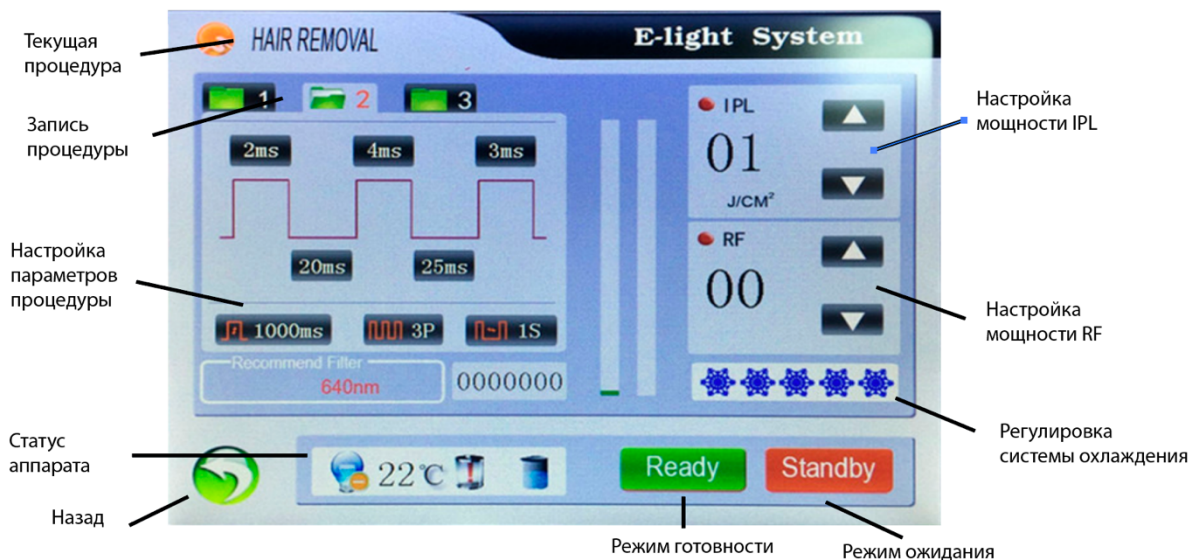 Текущая
процедура
HAIR REMOVAL
E-light System
Запись
процедуры
1
2
3
2ms
4ms
3ms
20ms
25ms
Настройка
параметров
процедуры
1000ms
3P
1S
Recommend Filter
640nm
0000000
IPL
01
J/CM²
Настройка
мощности IPL
RF
00
Настройка
мощности RF
Регулировка
системы охлаждения
Статус
аппарата
22℃
Ready
Standby
Назад
Режим готовности
Режим ожидания